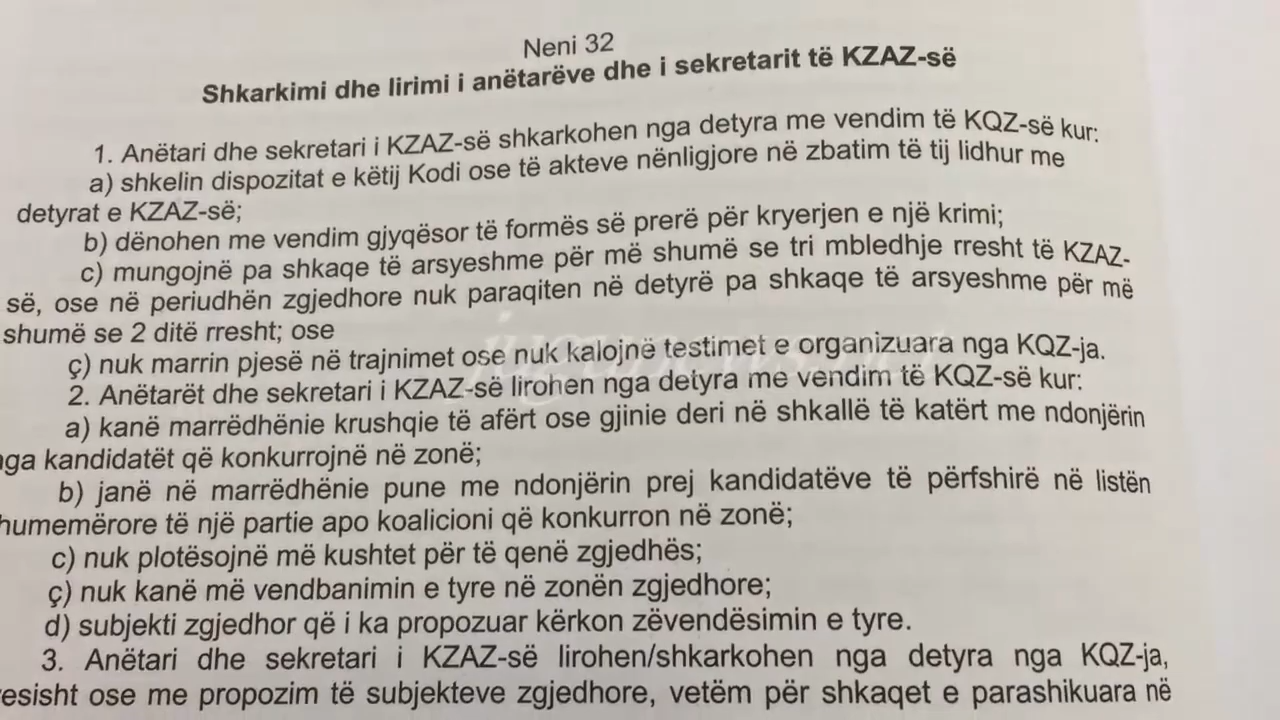 Neni 32
Shkarkimi dhe lirimi i anëtarëve dhe i sekretarit të KZAZ-së
1. Anëtari dhe sekretari i KZAZ-së shkarkohen nga detyra me vendim të KQZ-së kur:
a) shkelin dispozitat e këtij Kodi ose të akteve nënligjore në zbatim të tij lidhur me
detyrat e KZAZ-së;
b) dënohen me vendim gjyqësor të formës së prerë për kryerjen e një krimi;
c) mungojnë pa shkaqe të arsyeshme për më shumë se tri mbledhje rresht të KZAZ-
së, ose në periudhën zgjedhore nuk paraqiten në detyrë pa shkaqe të arsyeshme për më
shumë se 2 ditë rresht; ose
ç) nuk marrin pjesë në trajnimet ose nuk kalojnë testimet e organizuara nga KQZ-ja.
2. Anëtarët dhe sekretari i KZAZ-së lirohen nga detyra me vendim të KQZ-së kur:
a) kanë marrëdhënie krushqie të afërt ose gjinie deri në shkallë të katërt me ndonjërin
nga kandidatët që konkurrojnë në zonë;
b) janë në marrëdhënie pune me ndonjërin prej kandidatëve të përfshirë në listën
humemërore të një partie apo koalicioni që konkurron në zonë;
c) nuk plotësojnë më kushtet për të qenë zgjedhës;
ç) nuk kanë më vendbanimin e tyre në zonën zgjedhore;
d) subjekti zgjedhor që i ka propozuar kërkon zëvendësimin e tyre.
3. Anëtari dhe sekretari i KZAZ-së lirohen/shkarkohen nga detyra nga KQZ-ja,
esisht ose me propozim të subjekteve zgjedhore, vetëm për shkaqet e parashikuara në